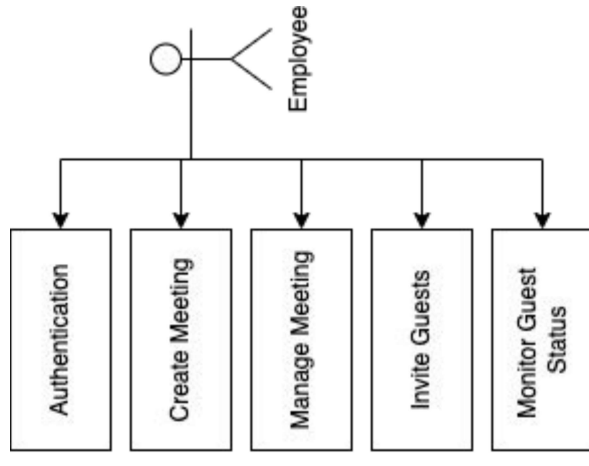 Employee
Authentication
Create Meeting
Manage Meeting
Invite Guests
Monitor Guest
Status